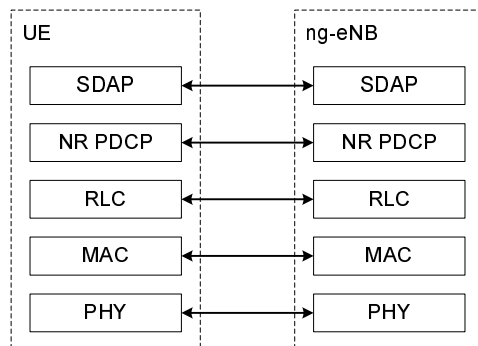 UE ng-eNB
SDAP SDAP
NR PDCP NR PDCP
RLC RLC
MAC MAC
PHY PHY